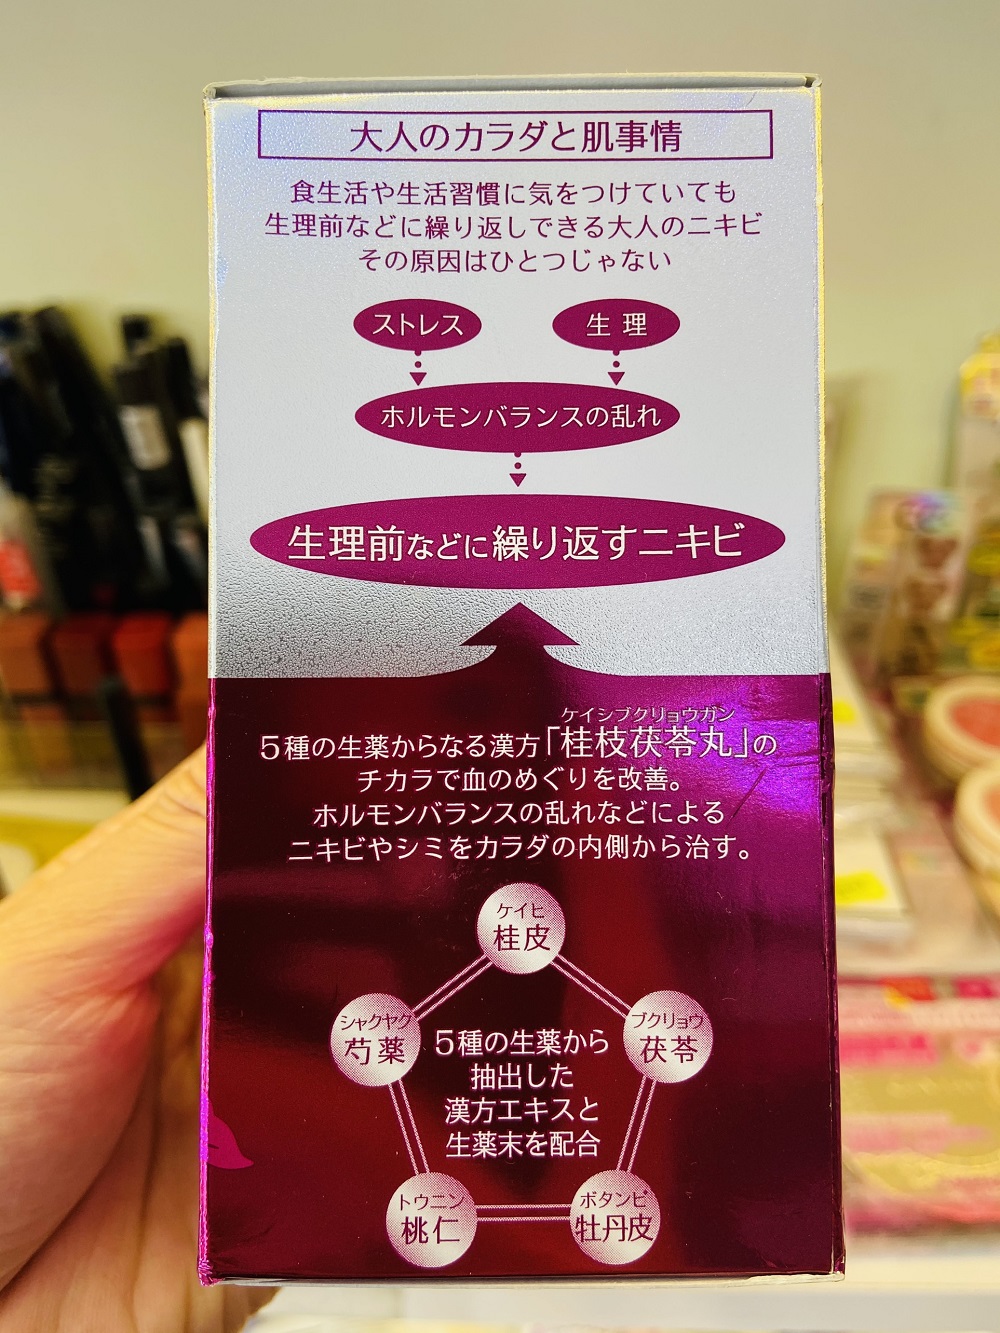 大人のカラダと肌事情
食生活や生活習慣に気をつけていても
生理前などに繰り返しできる大人のニキビ
その原因はひとつじゃない
ストレス
生理
ホルモンバランスの乱れ
生理前などに繰り返すニキビ
ケイシブクリョウガン
5種の生薬からなる漢方「桂枝茯苓丸」の
チカラで血のめぐりを改善。
ホルモンバランスの乱れなどによる
ニキビやシミをカラダの内側から治す。
ケイヒ
桂皮
シャクヤク
芍薬
ブクリョウ
茯苓
5種の生薬から
抽出した
漢方エキスと
生薬末を配合
トウニン
桃仁
ボタンピ
牡丹皮